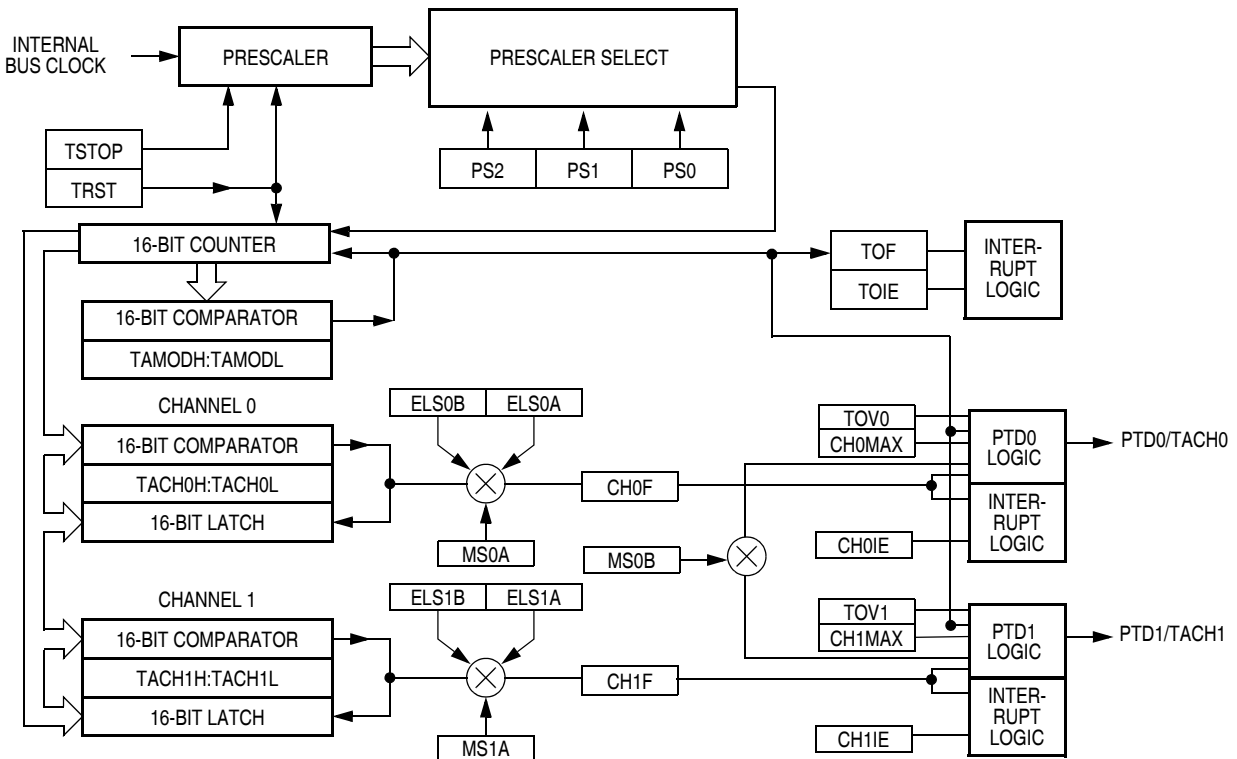 INTERNAL
BUS CLOCK
PRESCALER
PRESCALER SELECT
TSTOP
TRST
PS2
PS1
PS0
16-BIT COUNTER
16-BIT COMPARATOR
TAMODH:TAMODL
TOF
TOIE
INTER-
RUPT
LOGIC
CHANNEL 0
16-BIT COMPARATOR
TACH0H:TACH0L
16-BIT LATCH
ELS0B
ELS0A
MS0A
CH0F
MS0B
TOV0
CH0MAX
CH0IE
PTD0
LOGIC
INTER-
RUPT
LOGIC
PTD0/TACH0
CHANNEL 1
16-BIT COMPARATOR
TACH1H:TACH1L
16-BIT LATCH
ELS1B
ELS1A
MS1A
CH1F
TOV1
CH1MAX
CH1IE
PTD1
LOGIC
INTER-
RUPT
LOGIC
PTD1/TACH1